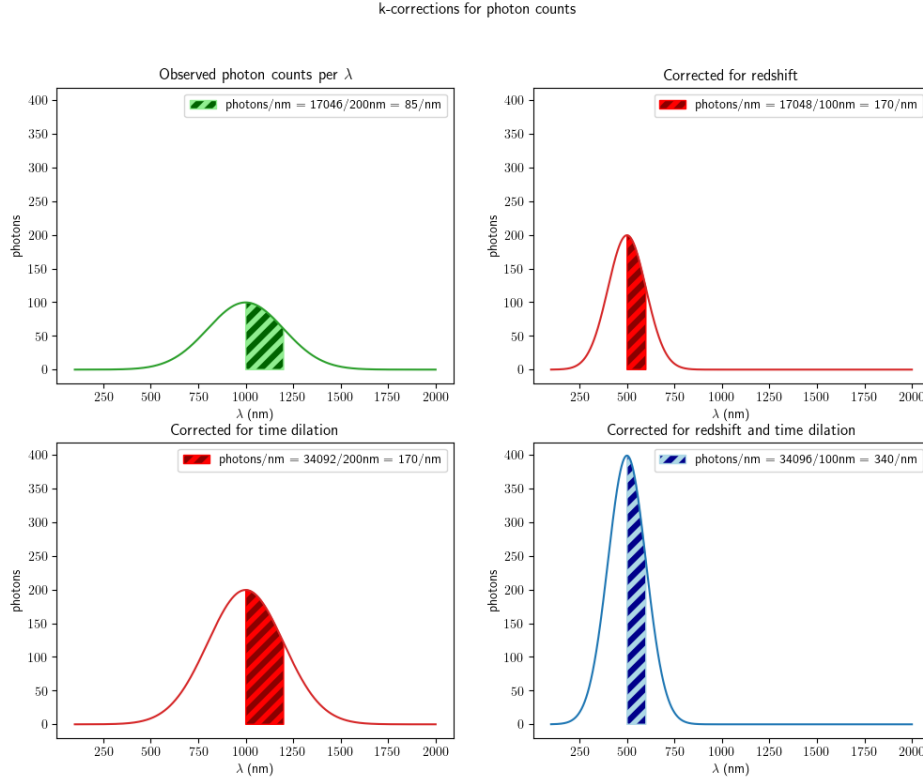 k-corrections for photon counts
Observed photon counts per λ
photons/nm = 17046/200nm = 85/nm
photons
400
350
300
250
200
150
100
50
0
250 500 750 1000 1250 1500 1750 2000
λ (nm)
Corrected for redshift
photons/nm = 17048/100nm = 170/nm
photons
400
350
300
250
200
150
100
50
0
250 500 750 1000 1250 1500 1750 2000
λ (nm)
Corrected for time dilation
photons/nm = 34092/200nm = 170/nm
photons
400
350
300
250
200
150
100
50
0
250 500 750 1000 1250 1500 1750 2000
λ (nm)
Corrected for redshift and time dilation
photons/nm = 34096/100nm = 340/nm
photons
400
350
300
250
200
150
100
50
0
250 500 750 1000 1250 1500 1750 2000
λ (nm)